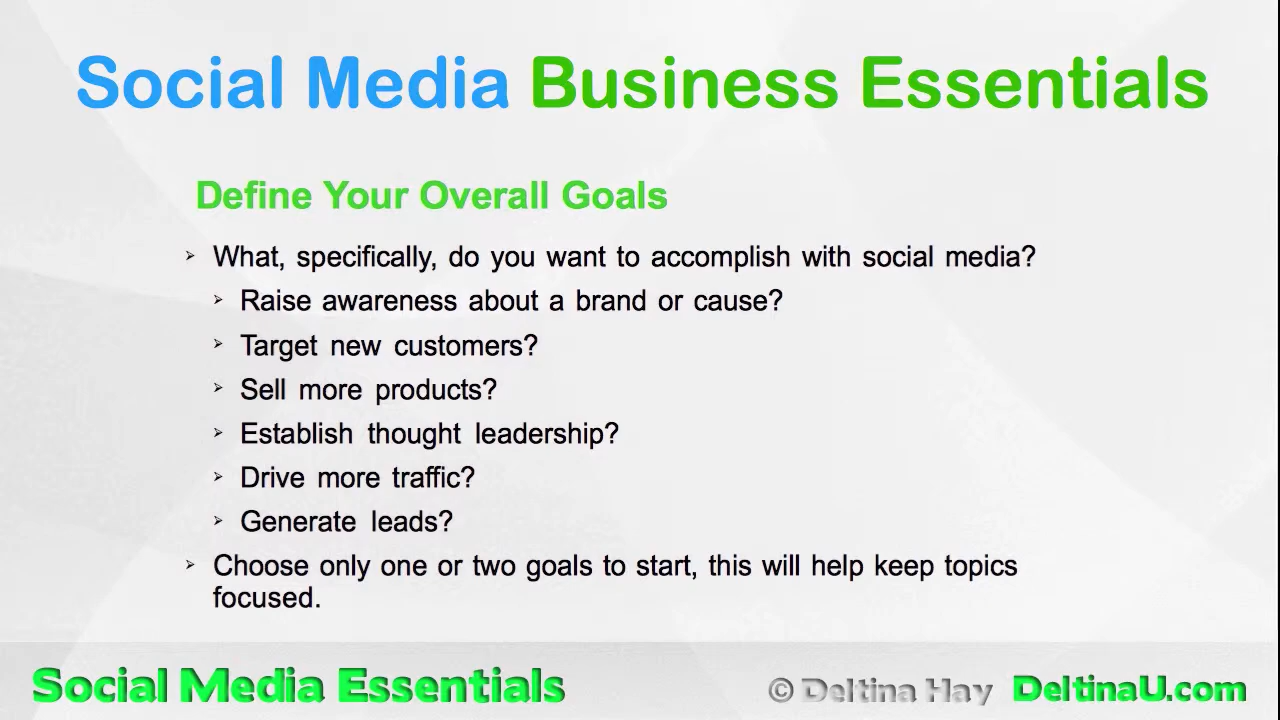 Social Media Business Essentials
Define Your Overall Goals
➢ What, specifically, do you want to accomplish with social media?
➢ Raise awareness about a brand or cause?
➢ Target new customers?
➢ Sell more products?
➢ Establish thought leadership?
➢ Drive more traffic?
➢ Generate leads?
➢ Choose only one or two goals to start, this will help keep topics
focused.
Social Media Essentials
© Deltina Hay DeltinaU.com